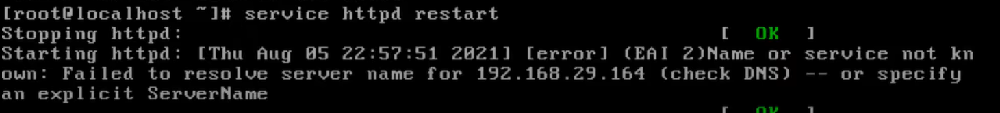 [root@localhost ~]# service httpd restart
Stopping httpd: [ OK ]
Starting httpd: [Thu Aug 05 22:57:51 2021] [error] (EAI 2)Name or service not kn
own: Failed to resolve server name for 192.168.29.164 (check DNS) -- or specify
an explicit ServerName
[ OK ]